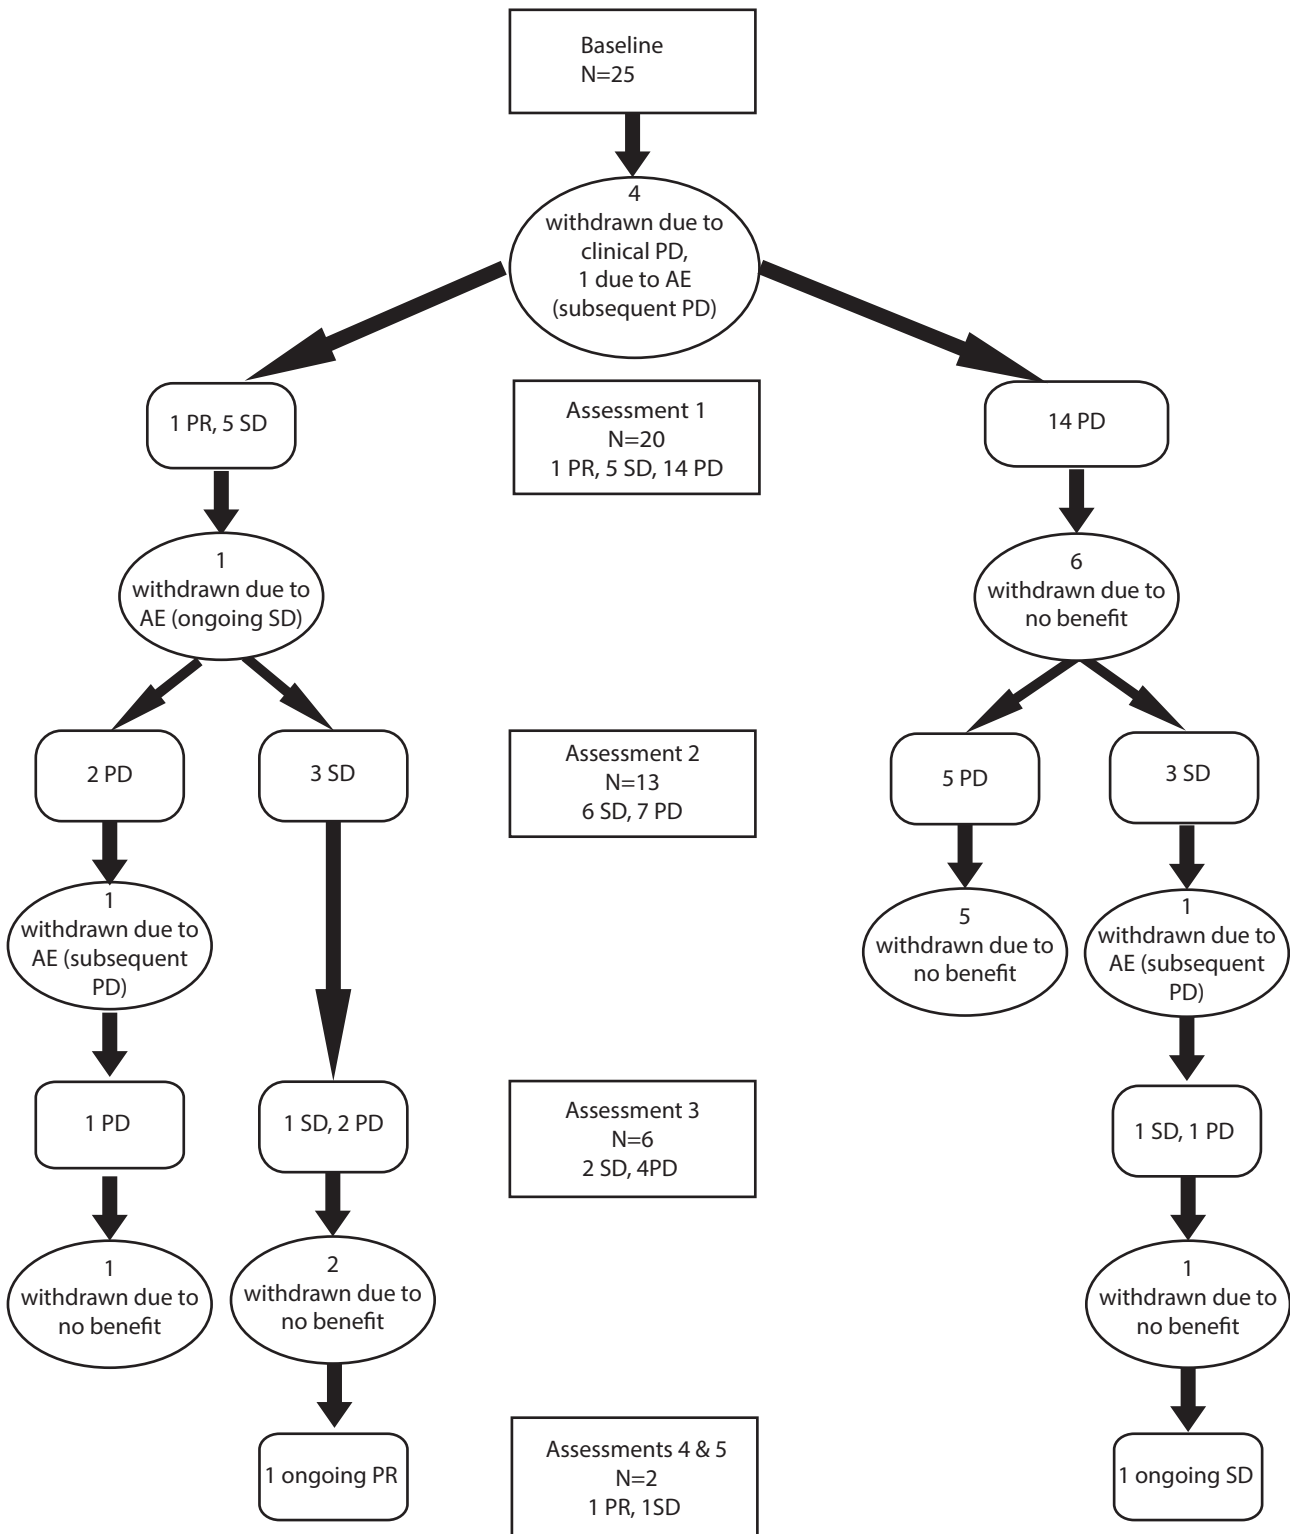 Baseline
N=25
4
withdrawn due to
clinical PD,
1 due to AE
(subsequent PD)
1 PR, 5 SD
Assessment 1
N=20
1 PR, 5 SD, 14 PD
14 PD
1
withdrawn due to
AE (ongoing SD)
6
withdrawn due to
no benefit
2 PD
3 SD
Assessment 2
N=13
6 SD, 7 PD
5 PD
3 SD
1
withdrawn due to
AE (subsequent
PD)
5
withdrawn due to
no benefit
1
withdrawn due to
AE (subsequent
PD)
1 PD
1 SD, 2 PD
Assessment 3
N=6
2 SD, 4PD
1 SD, 1 PD
1
withdrawn due to
no benefit
2
withdrawn due to
no benefit
1
withdrawn due to
no benefit
1 ongoing PR
Assessments 4 & 5
N=2
1 PR, 1SD
1 ongoing SD